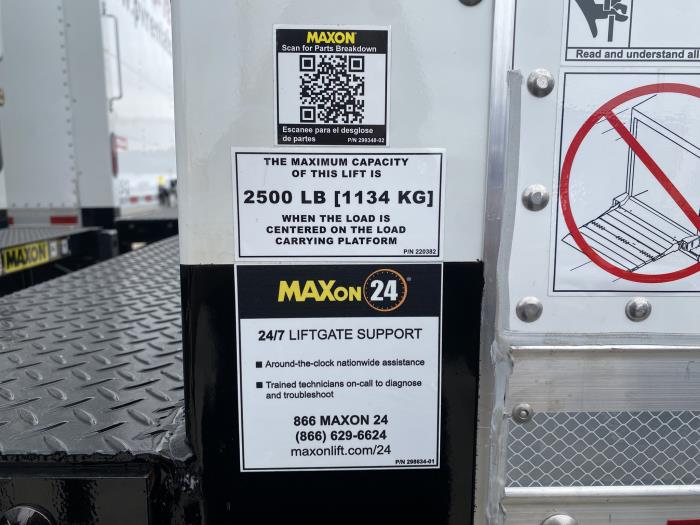 MAXON
Scan for Parts Breakdown
Escanee para el desglose
de partes
P/N 299348-02
THE MAXIMUM CAPACITY
OF THIS LIFT IS
2500 LB [1134 KG]
WHEN THE LOAD IS
CENTERED ON THE LOAD
CARRYING PLATFORM
P/N 220382
MAXON 24
24/7 LIFTGATE SUPPORT
■ Around-the-clock nationwide assistance
■ Trained technicians on-call to diagnose
and troubleshoot
866 MAXON 24
(866) 629-6624
maxonlift.com/24
P/N 298634-01
Read and understand all
MAXON